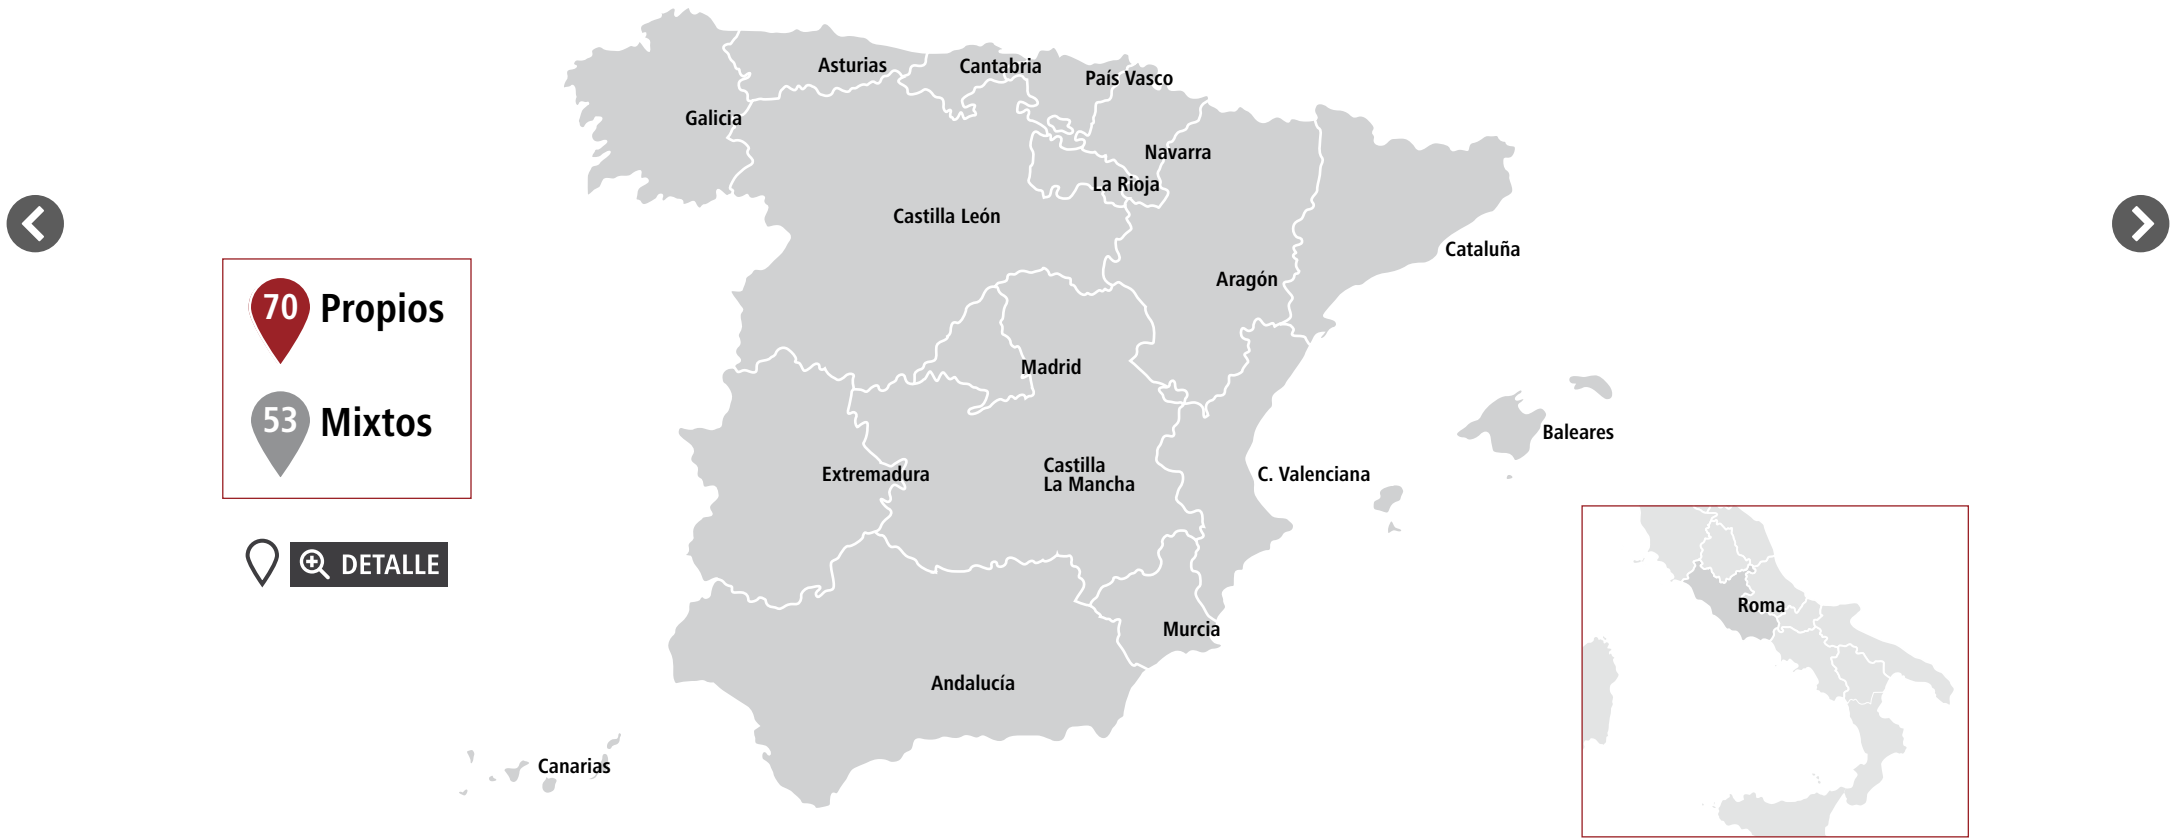 Asturias
Cantabria
País Vasco
Galicia
Navarra
La Rioja
Castilla León
Cataluña
Aragón
70 Propios
Madrid
53 Mixtos
Baleares
Extremadura
Castilla
La Mancha
C. Valenciana
DETALLE
Roma
Murcia
Andalucía
Canarias